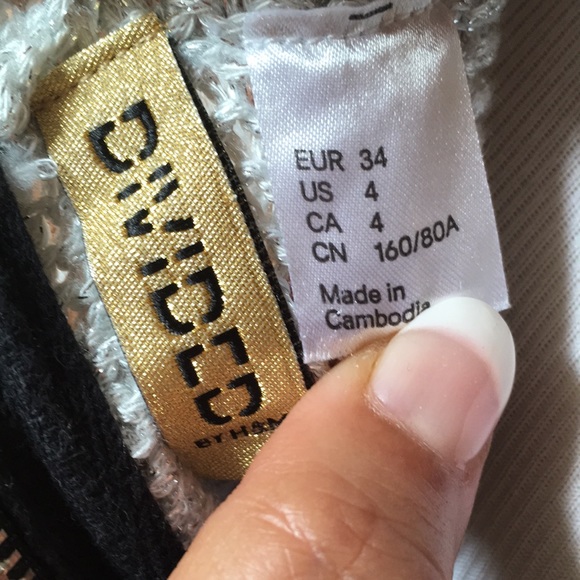 DIVIDED
BY H&M
EUR 34
US 4
CA 4
CN 160/80A
Made in
Cambodia